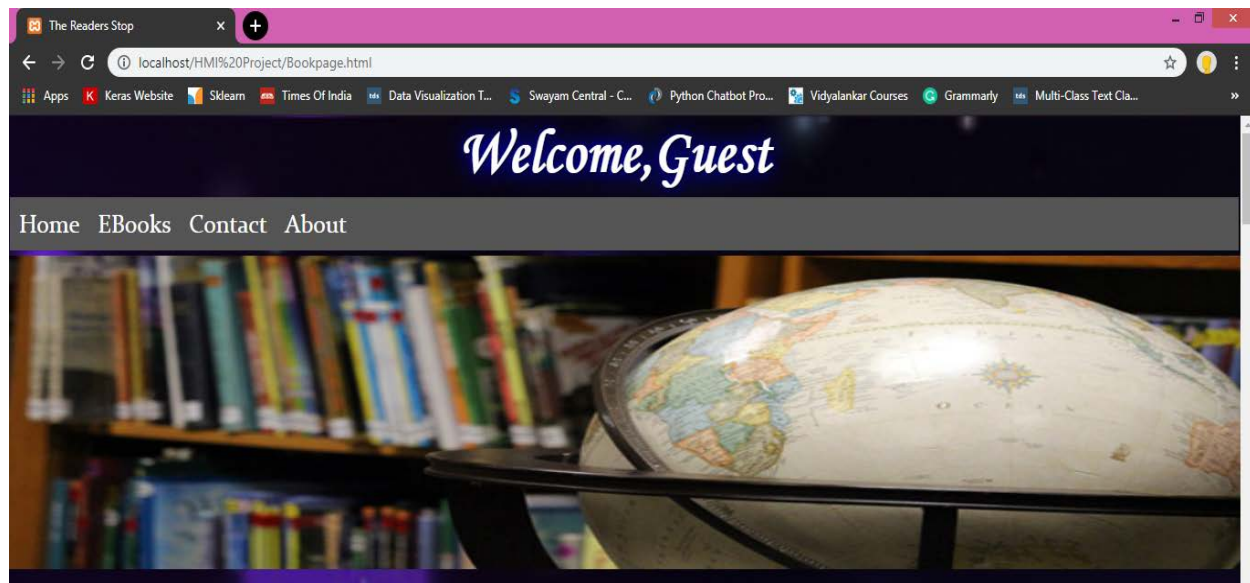 The Readers Stop
localhost/HMI%20Project/Bookpage.html
Apps Keras Website Sklearn Times Of India Data Visualization T... Swayam Central - C... Python Chatbot Pro... Vidyalankar Courses Grammarly Multi-Class Text Cla... »
Welcome,Guest
Home EBooks Contact About